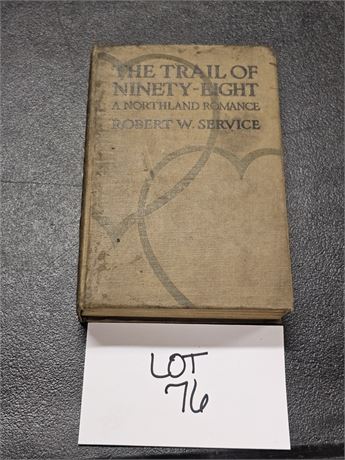 THE TRAIL OF
NINETY-EIGHT
A NORTHLAND ROMANCE
ROBERT W. SERVICE
LOT
76